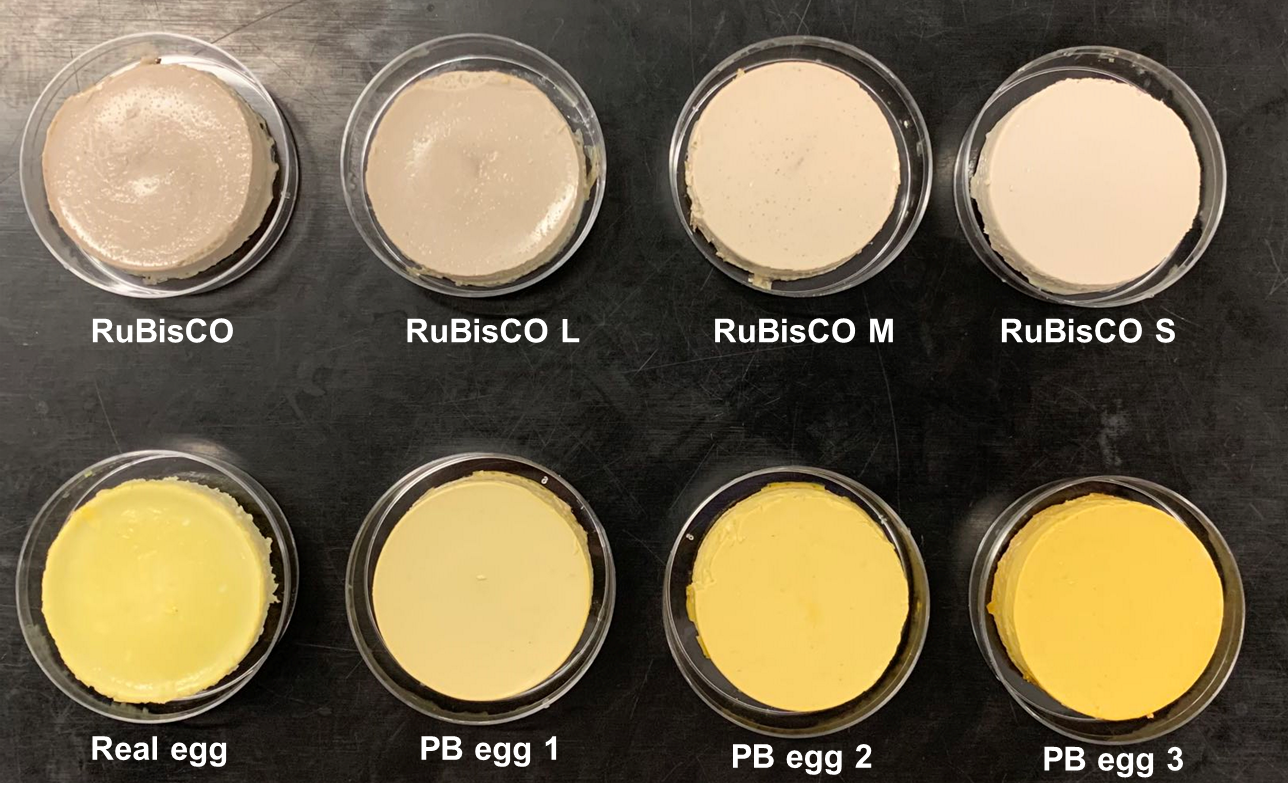 RuBisCO
RuBisCO L
RuBisCO M
RuBisCO S
Real egg
PB egg 1
PB egg 2
PB egg 3